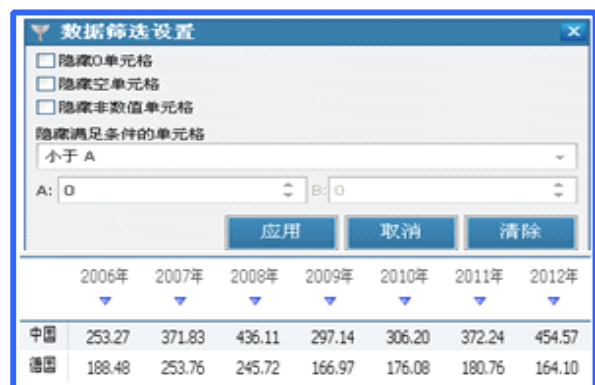 数据筛选设置
隐藏0单元格
隐藏空单元格
隐藏非数值单元格
隐藏满足条件的单元格
小于 A
A: 0 B: 0
应用 取消 清除
2006年 2007年 2008年 2009年 2010年 2011年 2012年
中国 253.27 371.83 436.11 297.14 306.20 372.24 454.57
德国 188.48 253.76 245.72 166.97 176.08 180.76 164.10